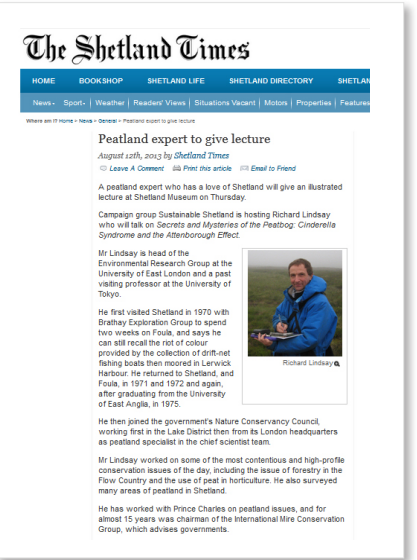 The Shetland Times
HOME BOOKSHOP SHETLAND LIFE SHETLAND DIRECTORY SHETLAN
News- Sport- | Weather | Readers' Views | Situations Vacant | Motors | Properties | Features
Where am I? Home > News > General > Peatland expert to give lecture
Peatland expert to give lecture
August 12th, 2013 by Shetland Times
Leave A Comment Print this article Email to Friend
A peatland expert who has a love of Shetland will give an illustrated
lecture at Shetland Museum on Thursday.
Campaign group Sustainable Shetland is hosting Richard Lindsay
who will talk on Secrets and Mysteries of the Peatbog: Cinderella
Syndrome and the Attenborough Effect.
Mr Lindsay is head of the
Environmental Research Group at the
University of East London and a past
visiting professor at the University of
Tokyo.
He first visited Shetland in 1970 with
Brathay Exploration Group to spend
two weeks on Foula, and says he
can still recall the riot of colour
provided by the collection of drift-net
fishing boats then moored in Lerwick
Harbour. He returned to Shetland, and
Foula, in 1971 and 1972 and again,
after graduating from the University
of East Anglia, in 1975.
Richard Lindsay
He then joined the government's Nature Conservancy Council,
working first in the Lake District then from its London headquarters
as peatland specialist in the chief scientist team.
Mr Lindsay worked on some of the most contentious and high-profile
conservation issues of the day, including the issue of forestry in the
Flow Country and the use of peat in horticulture. He also surveyed
many areas of peatland in Shetland.
He has worked with Prince Charles on peatland issues, and for
almost 15 years was chairman of the International Mire Conservation
Group, which advises governments.